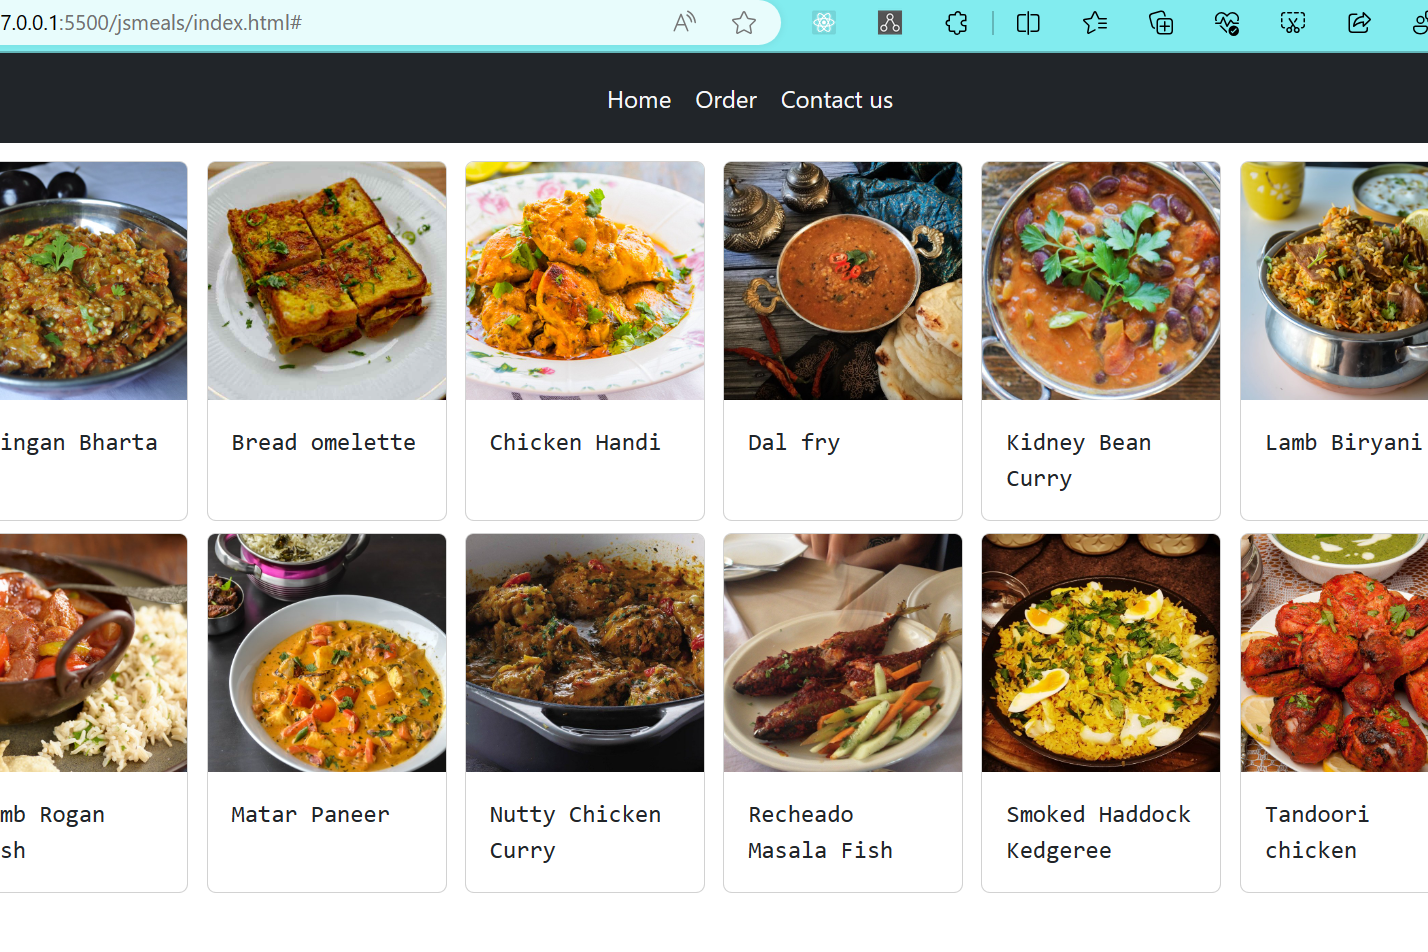 7.0.0.1:5500/jsmeals/index.html#
Home Order Contact us
ingan Bharta
Bread omelette
Chicken Handi
Dal fry
Kidney Bean
Curry
Lamb Biryani
mb Rogan
sh
Matar Paneer
Nutty Chicken
Curry
Recheado
Masala Fish
Smoked Haddock
Kedgeree
Tandoori
chicken